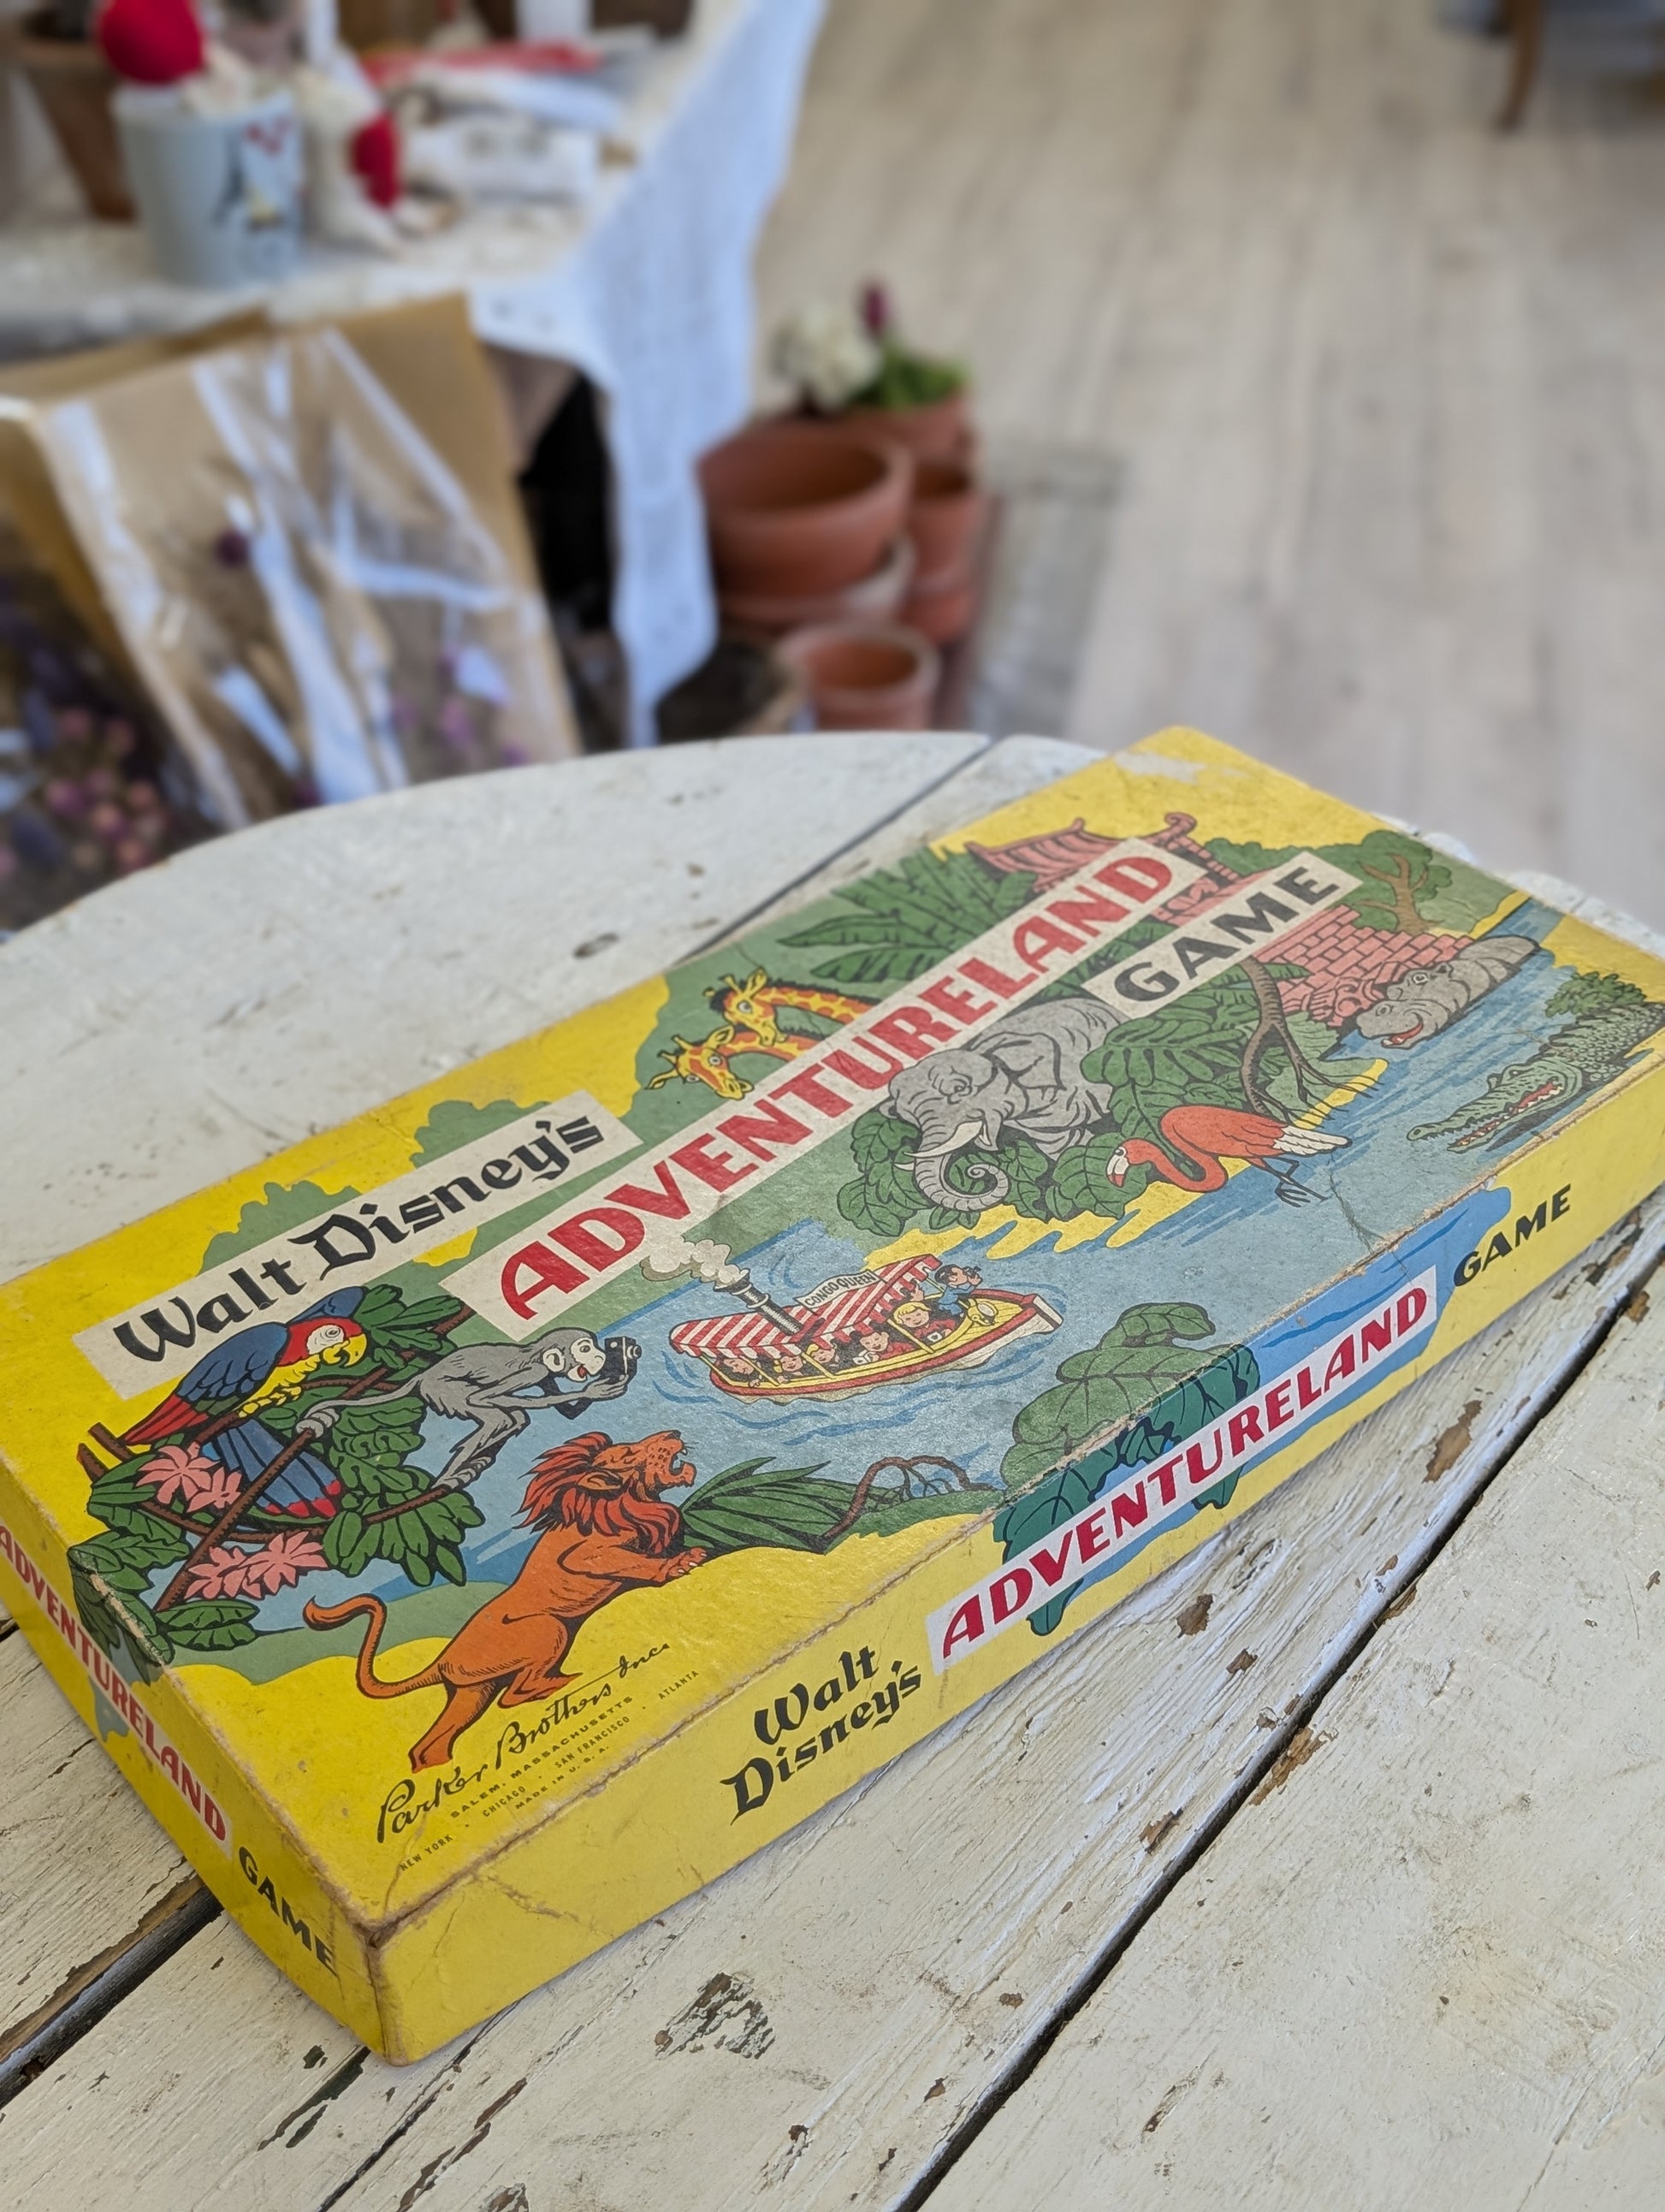 Walt Disney's
ADVENTURELAND
GAME
CONGO QUEEN
Parker Brothers Inc.
SALEM, MASSACHUSETTS
NEW YORK · CHICAGO · SAN FRANCISCO · ATLANTA
MADE IN U.S.A.
Walt
Disney's
ADVENTURELAND
GAME
ADVENTURELAND
GAME